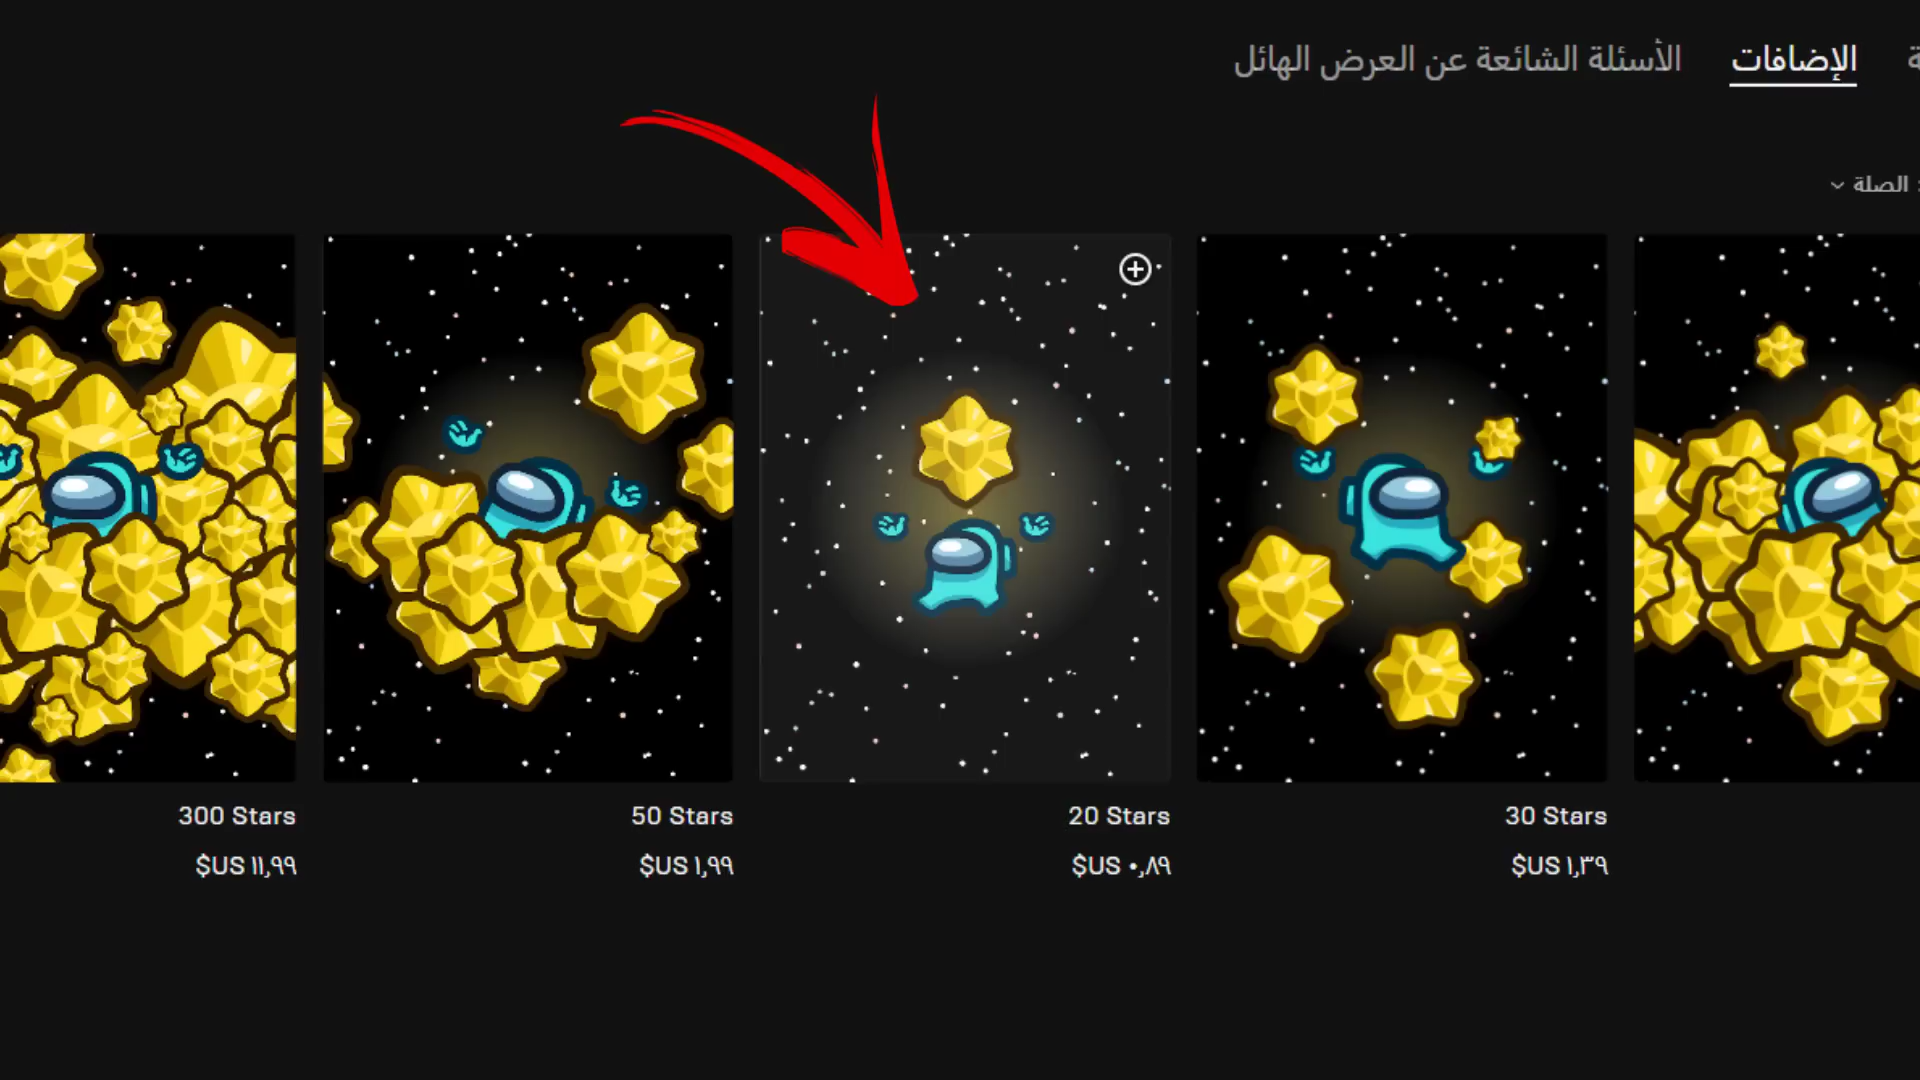 الإضافات
الأسئلة الشائعة عن العرض الهائل
الصلة
30 Stars
$US ١,٣٩
20 Stars
$US ٠,٨٩
50 Stars
$US ١,٩٩
300 Stars
$US ١١,٩٩